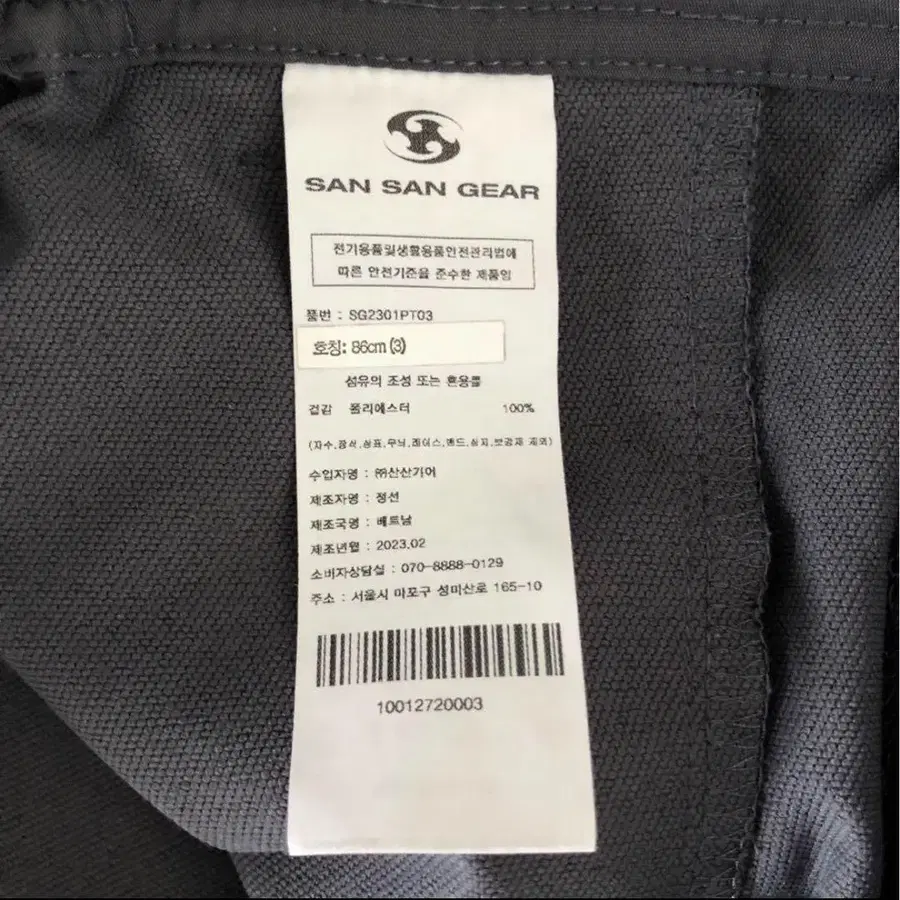 SAN SAN GEAR
전기용품및생활용품안전관리법에
따른 안전기준을 준수한 제품임
품번 : SG2301PT03
호칭: 86cm (3)
섬유의 조성 또는 혼용률
겉감 폴리에스터 100%
(자수,장식,상표,무늬,레이스,밴드,심지,보강재 제외)
수입자명 : ㈜산산기어
제조자명 : 정선
제조국명 : 베트남
제조년월 : 2023.02
소비자상담실 : 070-8888-0129
주소 : 서울시 마포구 성미산로 165-10
10012720003